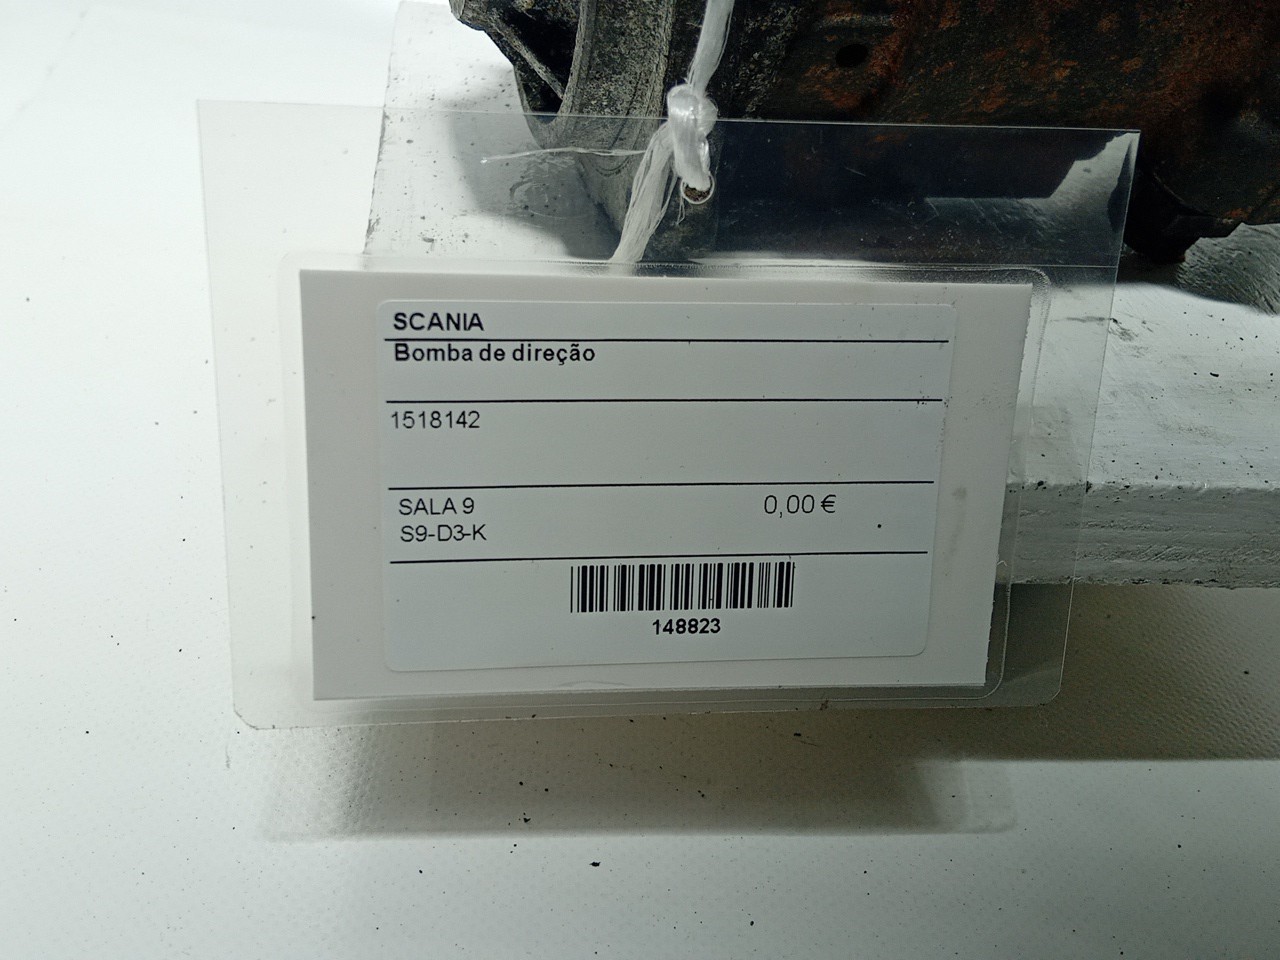 SCANIA
Bomba de direção
1518142
SALA 9
0,00 €
S9-D3-K
148823